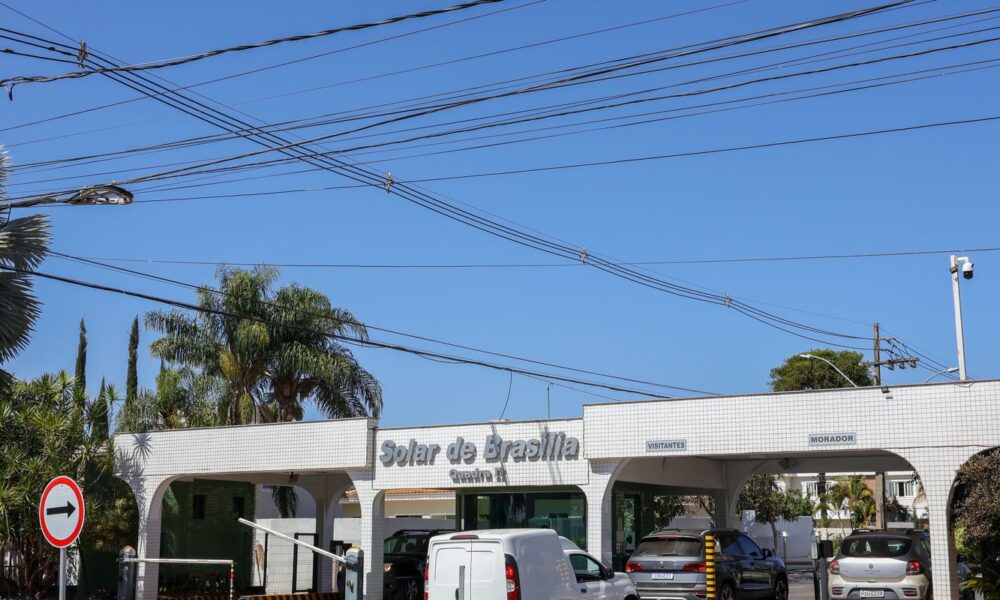 Solar de Brasília
Quadra II
VISITANTES
MORADOR